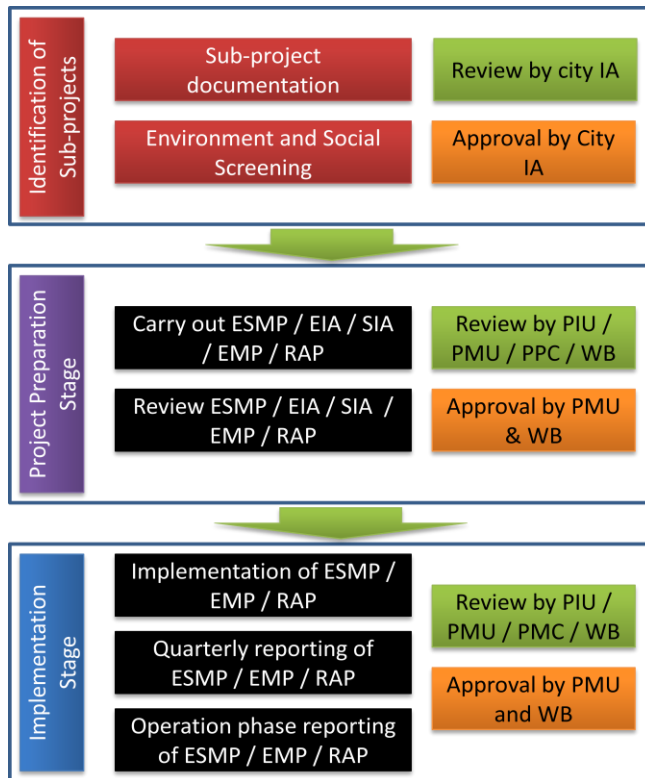 Identification of
Sub-projects
Sub-project
documentation
Review by city IA
Environment and Social
Screening
Approval by City
IA
Project Preparation
Stage
Carry out ESMP / EIA / SIA
/ EMP / RAP
Review by PIU /
PMU / PPC / WB
Review ESMP / EIA / SIA /
EMP / RAP
Approval by PMU
& WB
Implementation
Stage
Implementation of ESMP /
EMP / RAP
Review by PIU /
PMU / PMC / WB
Quarterly reporting of
ESMP / EMP / RAP
Approval by PMU
and WB
Operation phase reporting
of ESMP / EMP / RAP